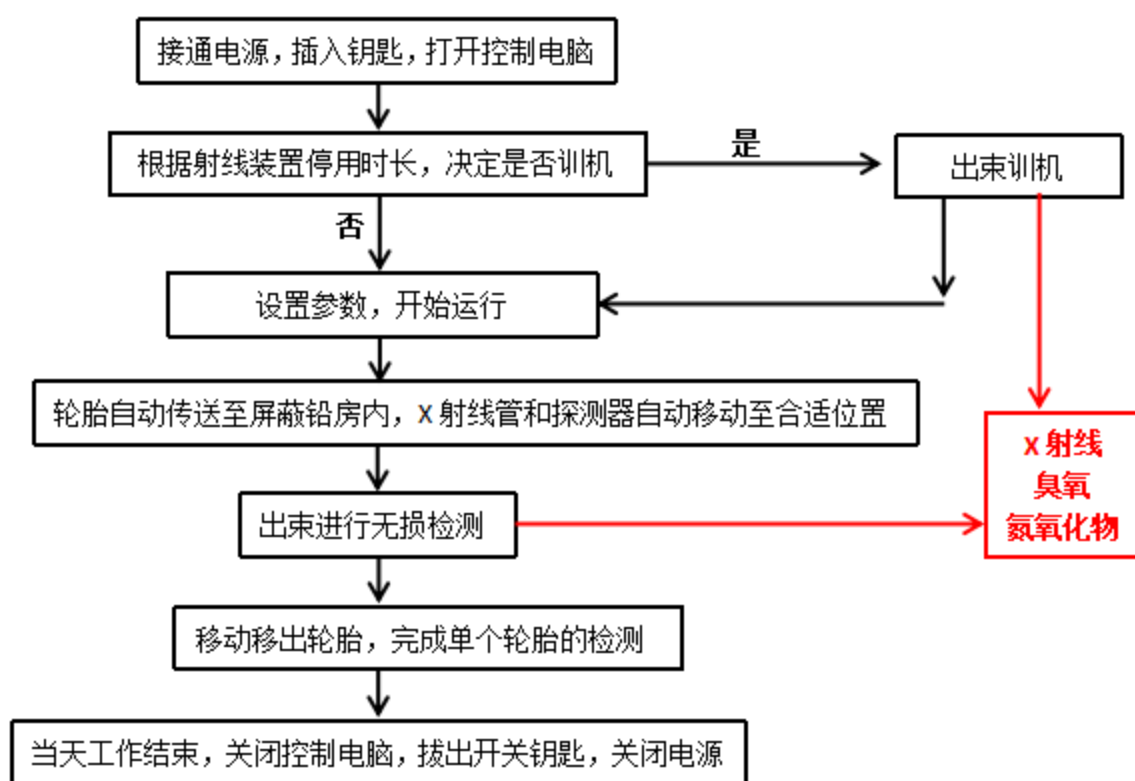 接通电源，插入钥匙，打开控制电脑
根据射线装置停用时长，决定是否训机
是
出束训机
否
设置参数，开始运行
轮胎自动传送至屏蔽铅房内，X射线管和探测器自动移动至合适位置
X射线
臭氧
氮氧化物
出束进行无损检测
移动移出轮胎，完成单个轮胎的检测
当天工作结束，关闭控制电脑，拔出开关钥匙，关闭电源